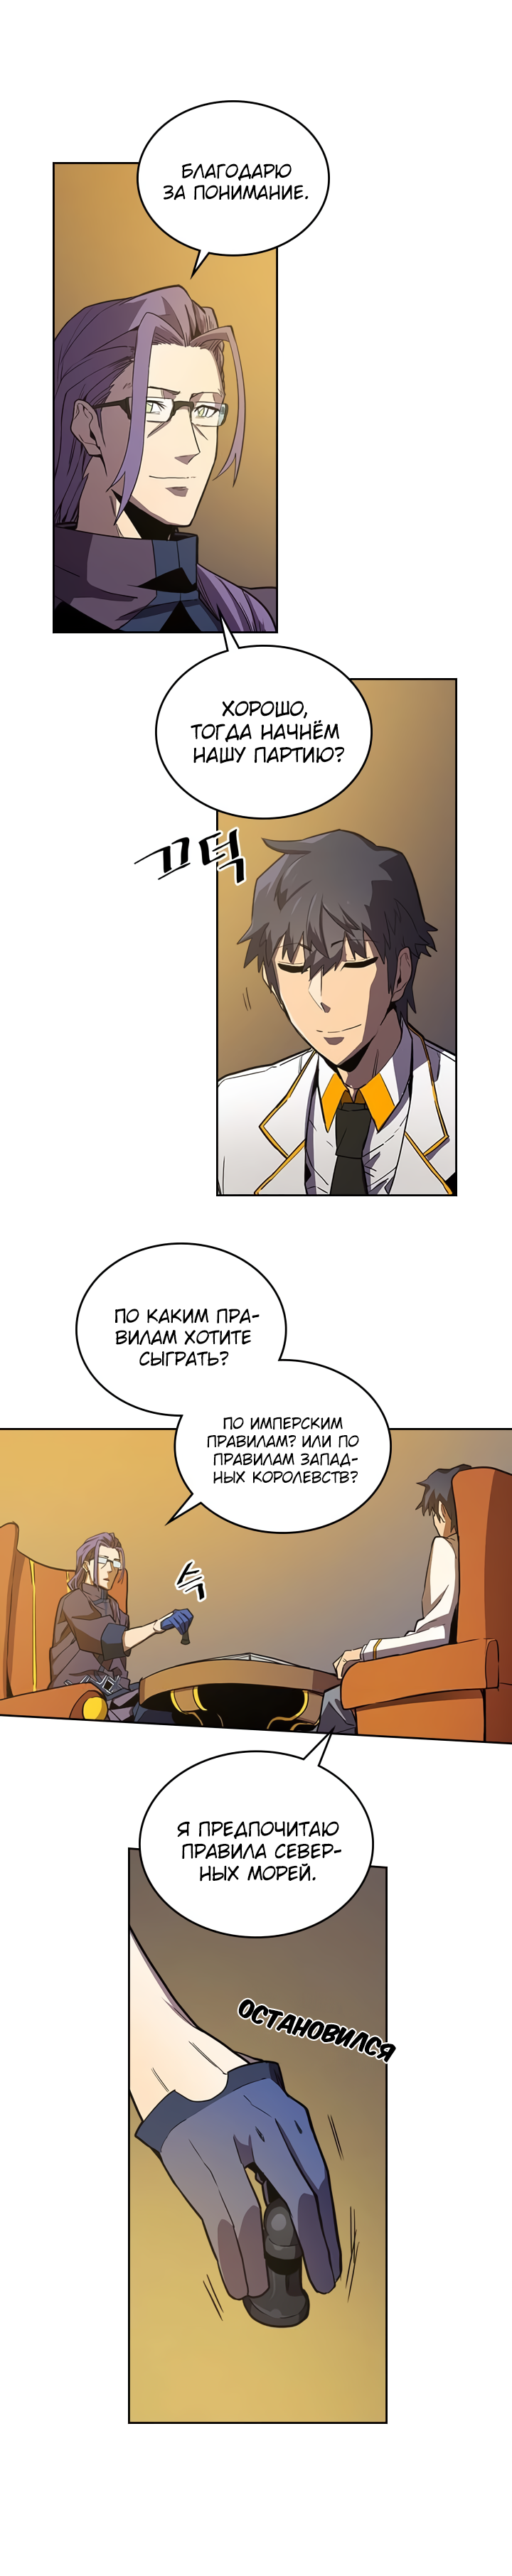 БЛАГОДАРЮ
ЗА ПОНИМАНИЕ.
ХОРОШО,
ТОГДА НАЧНЁМ
НАШУ ПАРТИЮ?
끄덕
ПО КАКИМ ПРА-
ВИЛАМ ХОТИТЕ
СЫГРАТЬ?
ПО ИМПЕРСКИМ
ПРАВИЛАМ? ИЛИ ПО
ПРАВИЛАМ ЗАПАД-
НЫХ КОРОЛЕВСТВ?
슥
Я ПРЕДПОЧИТАЮ
ПРАВИЛА СЕВЕР-
НЫХ МОРЕЙ.
ОСТАНОВИЛСЯ